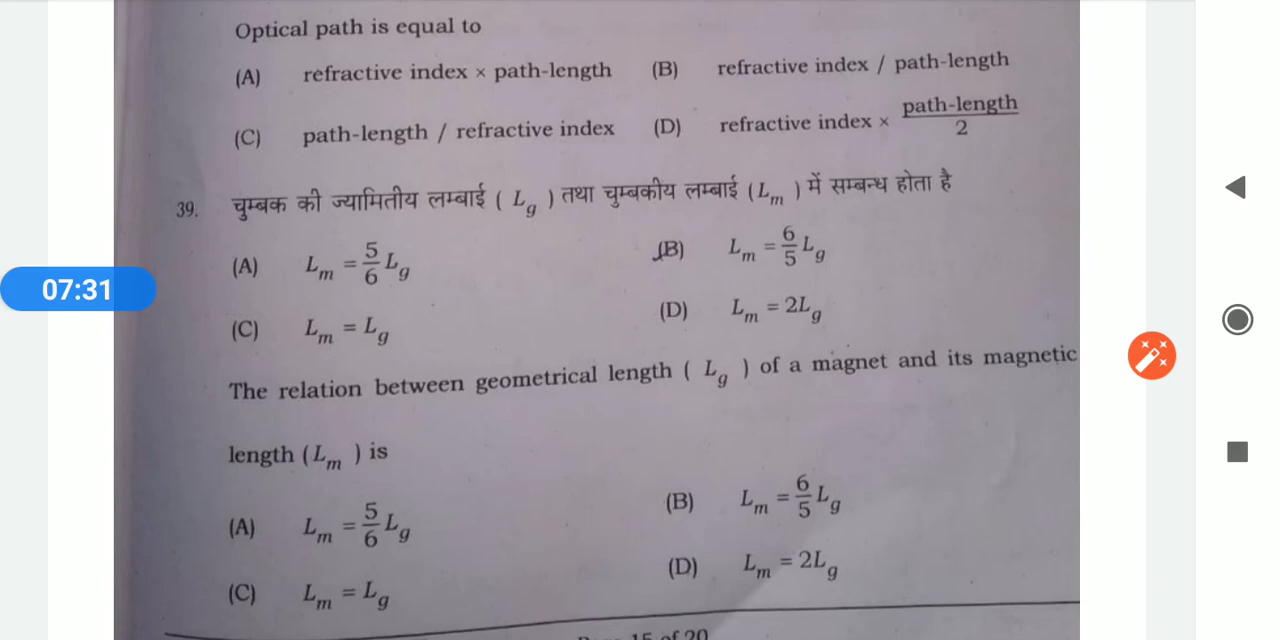 Optical path is equal to
(A) refractive index × path-length (B) refractive index / path-length
(C) path-length / refractive index (D) refractive index × path-length/2
39. चुम्बक की ज्यामितीय लम्बाई ( L_g ) तथा चुम्बकीय लम्बाई (L_m ) में सम्बन्ध होता है
(A) L_m = 5/6 L_g (B) L_m = 6/5 L_g
(C) L_m = L_g (D) L_m = 2L_g
07:31
The relation between geometrical length ( L_g ) of a magnet and its magnetic
length (L_m ) is
(A) L_m = 5/6 L_g (B) L_m = 6/5 L_g
(C) L_m = L_g (D) L_m = 2L_g
15 of 20